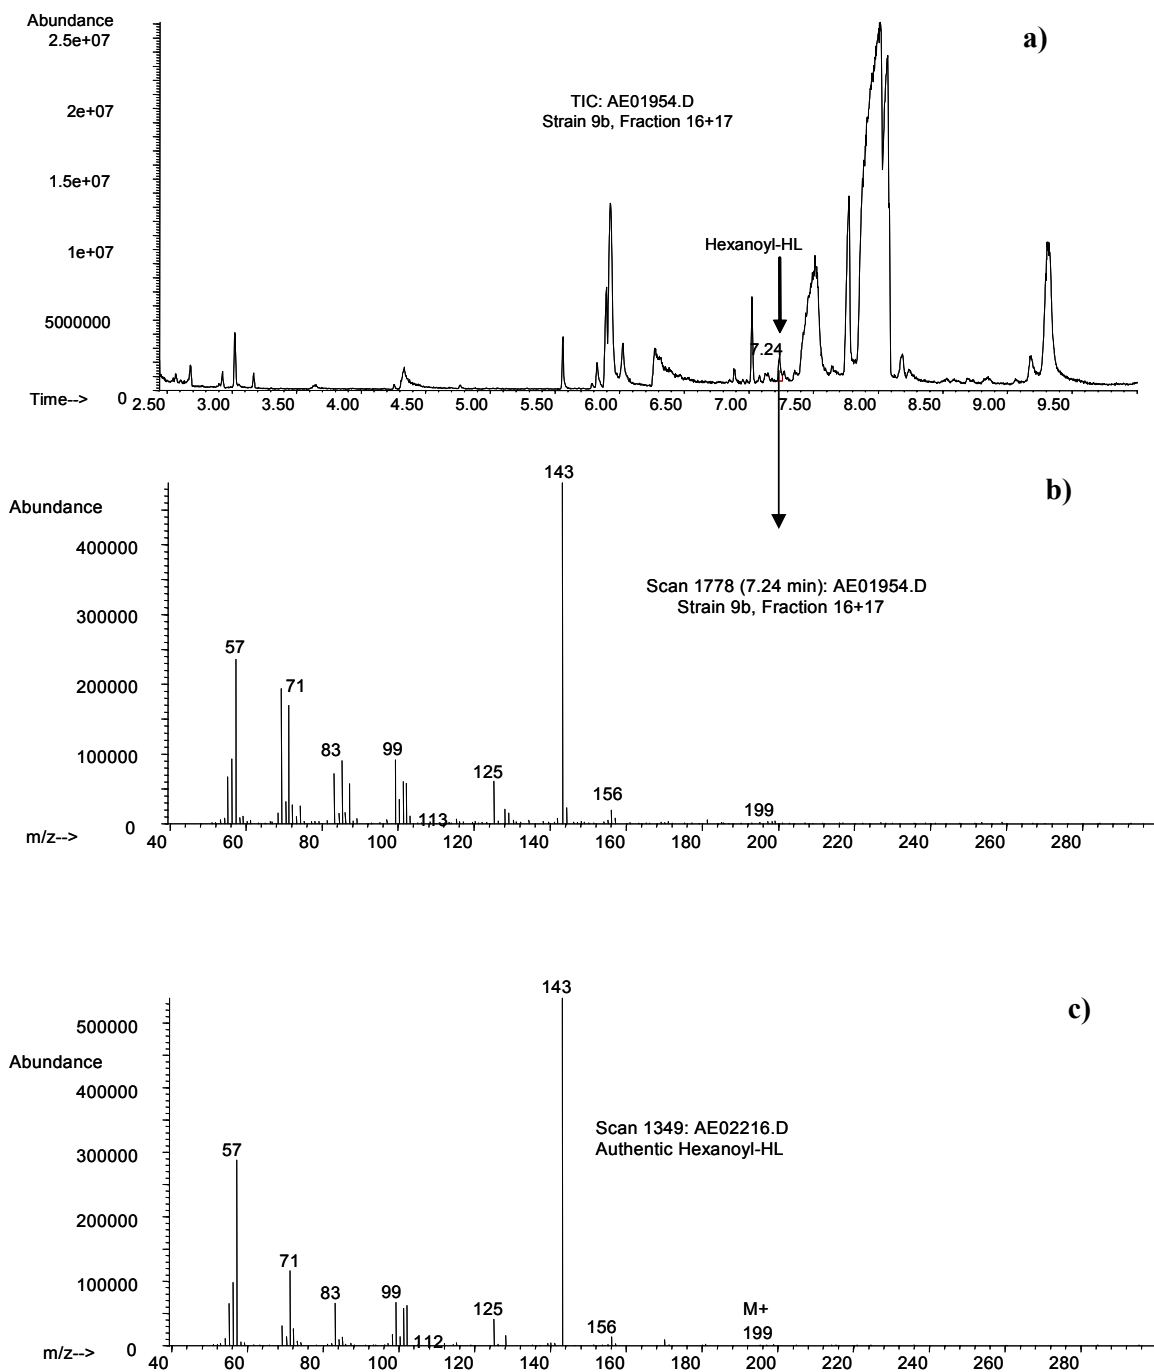 Abundance
a)
2.5e+07
TIC: AE01954.D
Strain 9b, Fraction 16+17
2e+07
1.5e+07
1e+07
Hexanoyl-HL
5000000
7.24
Time--> 0 2.50 3.00 3.50 4.00 4.50 5.00 5.50 6.00 6.50 7.00 7.50 8.00 8.50 9.00 9.50
143
b)
Abundance
400000
Scan 1778 (7.24 min): AE01954.D
Strain 9b, Fraction 16+17
300000
57
200000
71
83 99
100000
125
156
113 199
0
m/z--> 40 60 80 100 120 140 160 180 200 220 240 260 280
143
c)
500000
Abundance
400000
Scan 1349: AE02216.D
Authentic Hexanoyl-HL
300000
57
200000
71
100000
83 99
125
M+
156
112 199
0
m/z--> 40 60 80 100 120 140 160 180 200 220 240 260 280